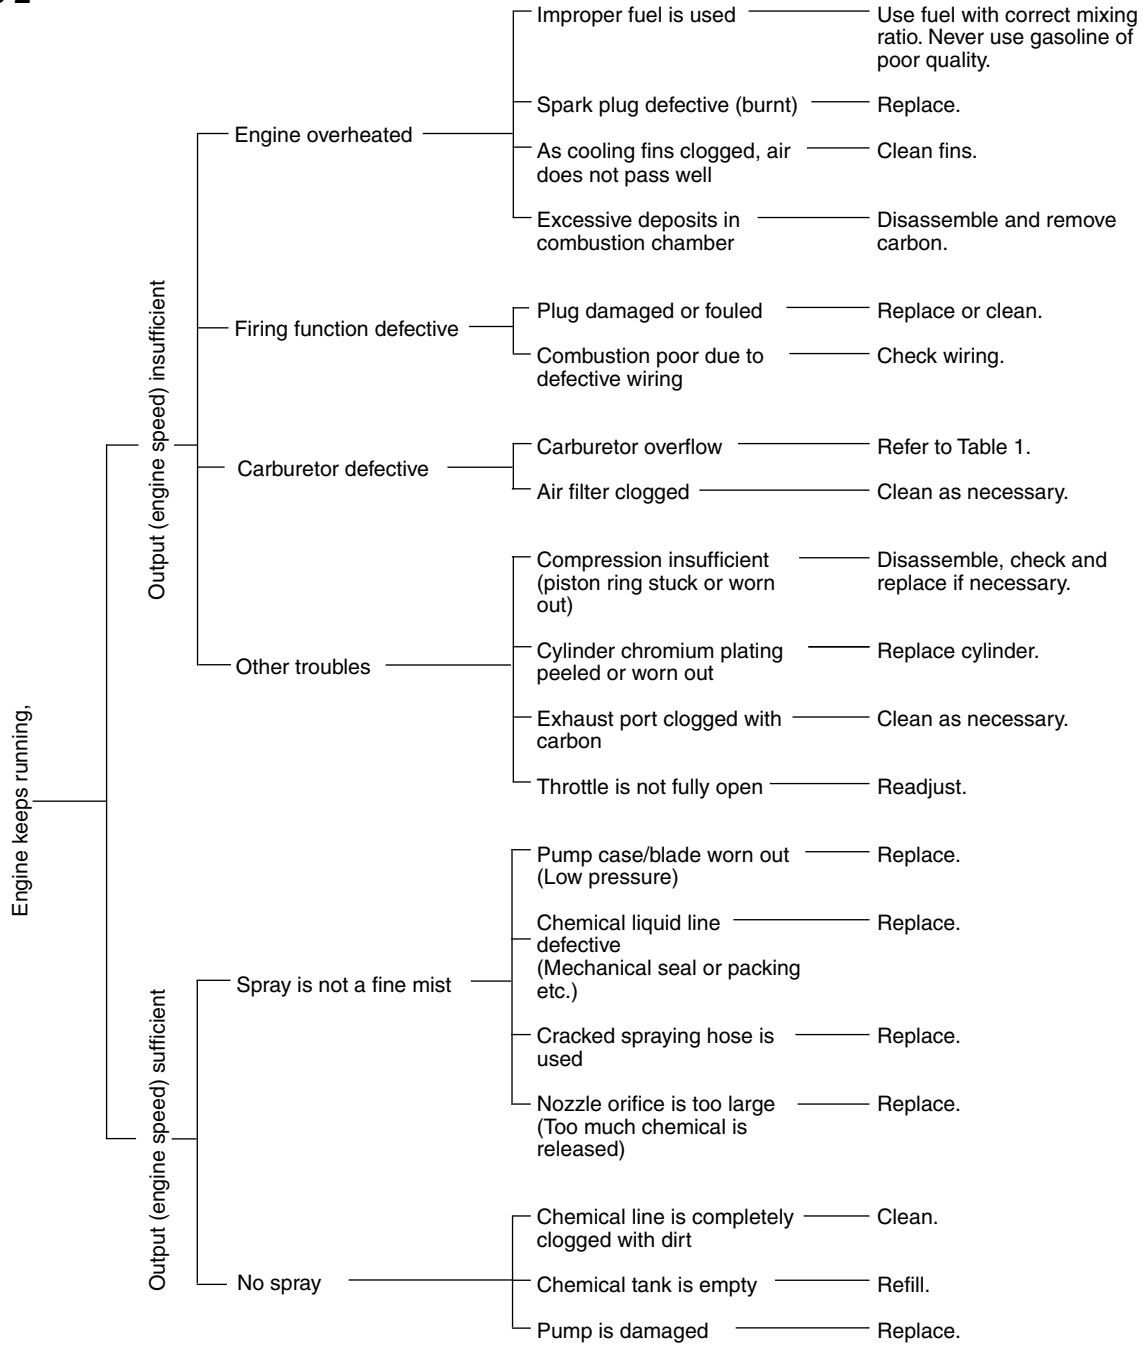 Improper fuel is used
Use fuel with correct mixing
ratio. Never use gasoline of
poor quality.
Spark plug defective (burnt)
Replace.
Engine overheated
As cooling fins clogged, air
does not pass well
Clean fins.
Excessive deposits in
combustion chamber
Disassemble and remove
carbon.
Output (engine speed) insufficient
Firing function defective
Plug damaged or fouled
Replace or clean.
Combustion poor due to
defective wiring
Check wiring.
Carburetor defective
Carburetor overflow
Refer to Table 1.
Air filter clogged
Clean as necessary.
Other troubles
Compression insufficient
(piston ring stuck or worn
out)
Disassemble, check and
replace if necessary.
Cylinder chromium plating
peeled or worn out
Replace cylinder.
Exhaust port clogged with
carbon
Clean as necessary.
Throttle is not fully open
Readjust.
Engine keeps running,
Output (engine speed) sufficient
Spray is not a fine mist
Pump case/blade worn out
(Low pressure)
Replace.
Chemical liquid line
defective
(Mechanical seal or packing
etc.)
Replace.
Cracked spraying hose is
used
Replace.
Nozzle orifice is too large
(Too much chemical is
released)
Replace.
No spray
Chemical line is completely
clogged with dirt
Clean.
Chemical tank is empty
Refill.
Pump is damaged
Replace.